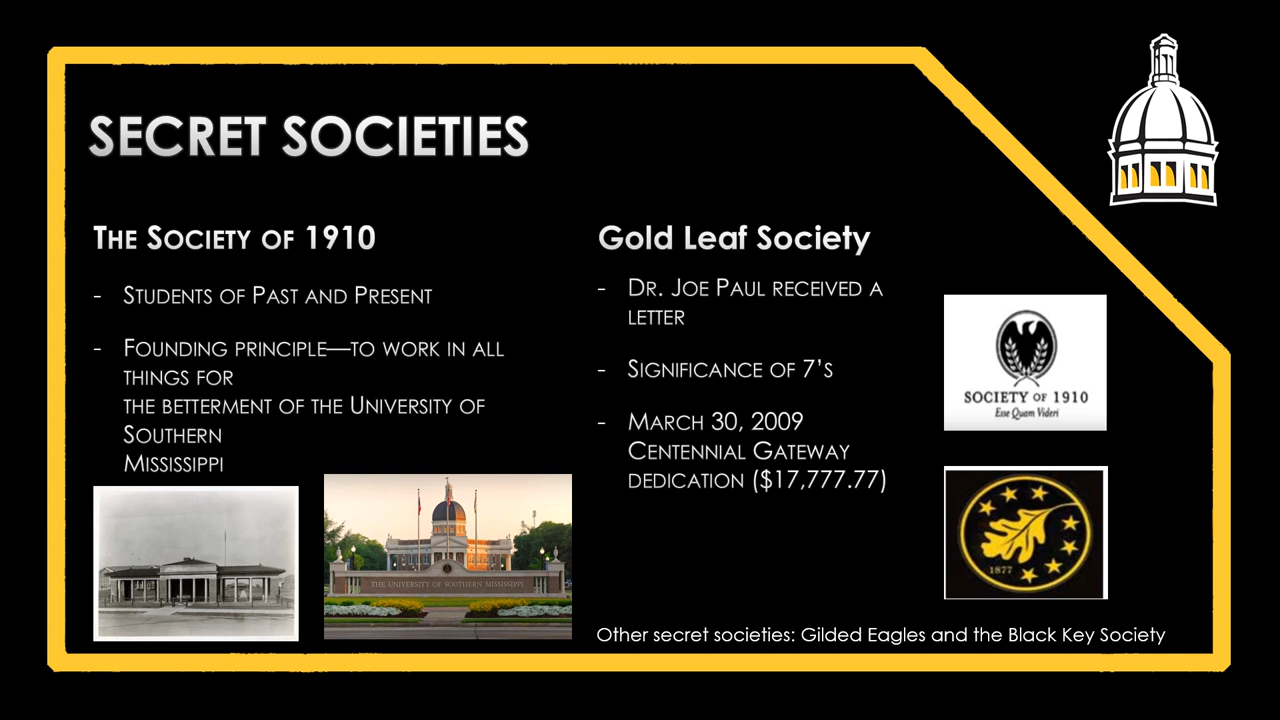 SECRET SOCIETIES
THE SOCIETY OF 1910
- STUDENTS OF PAST AND PRESENT
- FOUNDING PRINCIPLE—TO WORK IN ALL
THINGS FOR
THE BETTERMENT OF THE UNIVERSITY OF
SOUTHERN
MISSISSIPPI
THE UNIVERSITY OF SOUTHERN MISSISSIPPI
Gold Leaf Society
- DR. JOE PAUL RECEIVED A
LETTER
- SIGNIFICANCE OF 7'S
- MARCH 30, 2009
CENTENNIAL GATEWAY
DEDICATION ($17,777.77)
SOCIETY OF 1910
Esse Quam Videri
1877
Other secret societies: Gilded Eagles and the Black Key Society